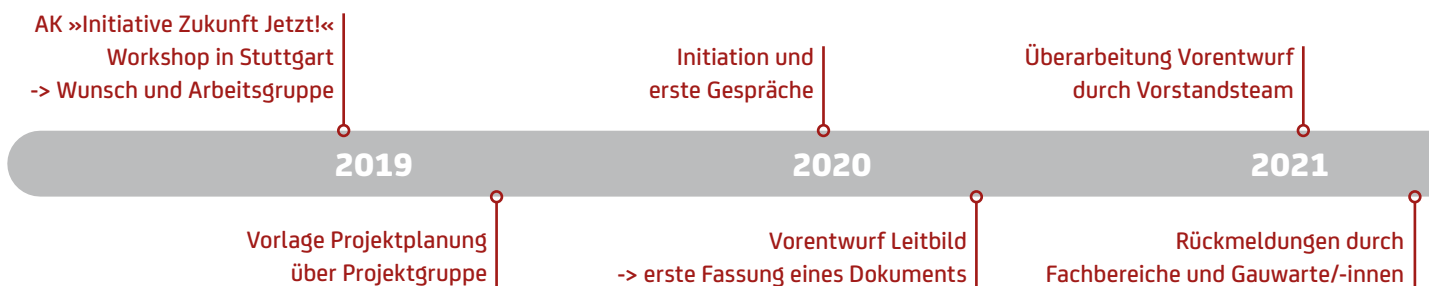 AK »Initiative Zukunft Jetzt!«
Workshop in Stuttgart
-> Wunsch und Arbeitsgruppe
Initiation und
erste Gespräche
Überarbeitung Vorentwurf
durch Vorstandsteam
2019
2020
2021
Vorlage Projektplanung
über Projektgruppe
Vorentwurf Leitbild
-> erste Fassung eines Dokuments
Rückmeldungen durch
Fachbereiche und Gauwarte/-innen